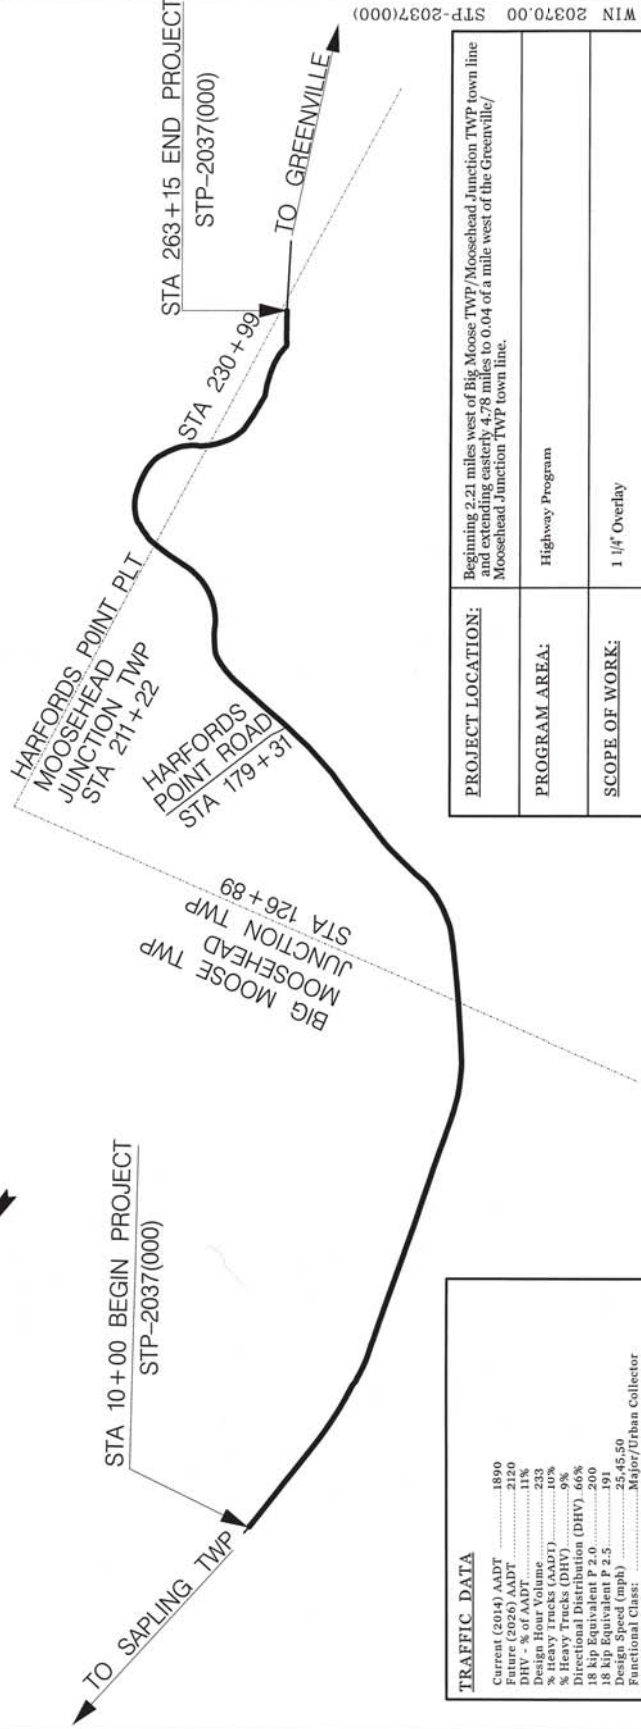 TO SAPLING TWP
STA 10+00 BEGIN PROJECT
STP-2037(000)
BIG MOOSE TWP
MOOSEHEAD
JUNCTION TWP
STA 126+89
HARFORDS POINT PLT
MOOSEHEAD
JUNCTION TWP
STA 211+22
HARFORDS
POINT ROAD
STA 179+31
STA 230+99
STA 263+15 END PROJECT
STP-2037(000)
TO GREENVILLE
TRAFFIC DATA
Current (2014) AADT 1890
Future (2026) AADT 2120
DHV - % of AADT 11%
Design Hour Volume 233
% Heavy Trucks (AADT) 10%
% Heavy Trucks (DHV) 9%
Directional Distribution (DHV) 66%
18 kip Equivalent P 2.0 200
18 kip Equivalent P 2.5 191
Design Speed (mph) 25,45,50
Functional Class: Major/Urban Collector
PROJECT LOCATION: Beginning 2.21 miles west of Big Moose TWP/Moosehead Junction TWP town line
and extending easterly 4.78 miles to 0.04 of a mile west of the Greenville/
Moosehead Junction TWP town line.
PROGRAM AREA: Highway Program
SCOPE OF WORK: 1 1/4" Overlay
WIN 20370.00 STP-2037(000)